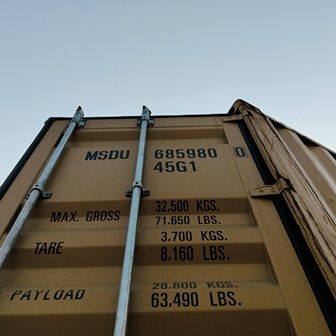 MSDU 685980 0
45G1
MAX. GROSS 32.500 KGS.
71.650 LBS.
TARE 3.700 KGS.
8,160 LBS.
PAYLOAD 28.800 KGS.
63,490 LBS.